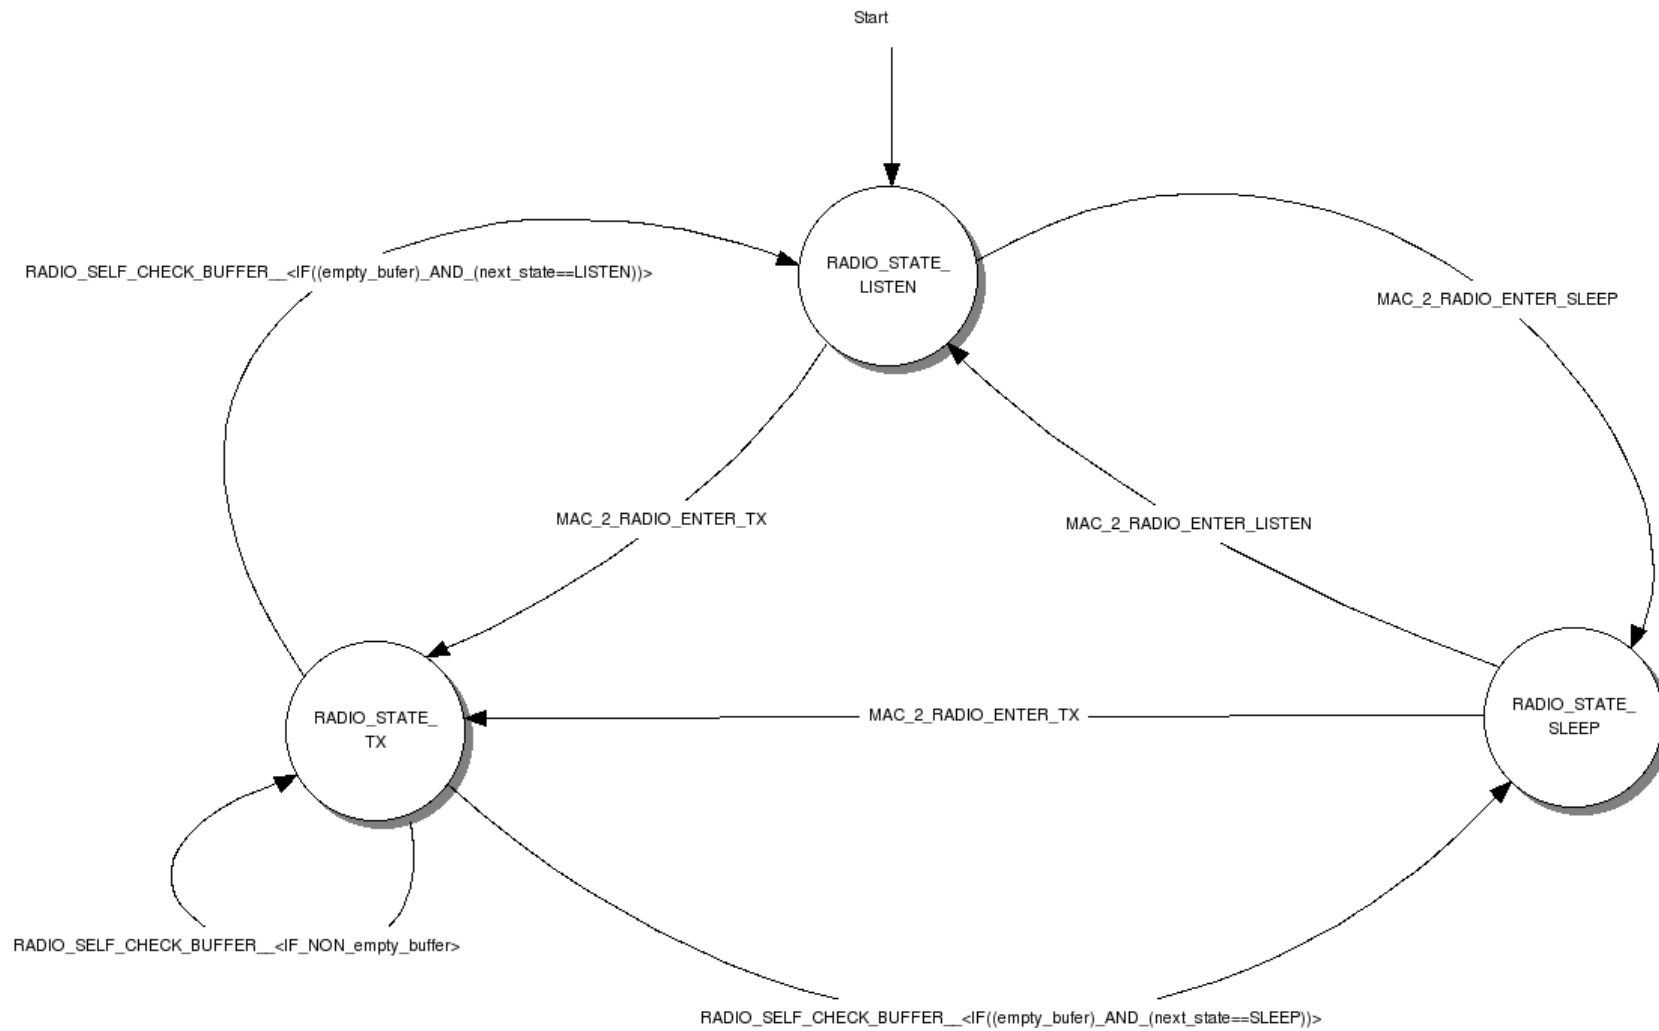 Start
RADIO_STATE_
LISTEN
RADIO_SELF_CHECK_BUFFER__<IF((empty_bufer)_AND_(next_state==LISTEN))>
MAC_2_RADIO_ENTER_SLEEP
MAC_2_RADIO_ENTER_TX
MAC_2_RADIO_ENTER_LISTEN
RADIO_STATE_
TX
MAC_2_RADIO_ENTER_TX
RADIO_STATE_
SLEEP
RADIO_SELF_CHECK_BUFFER__<IF_NON_empty_buffer>
RADIO_SELF_CHECK_BUFFER__<IF((empty_bufer)_AND_(next_state==SLEEP))>